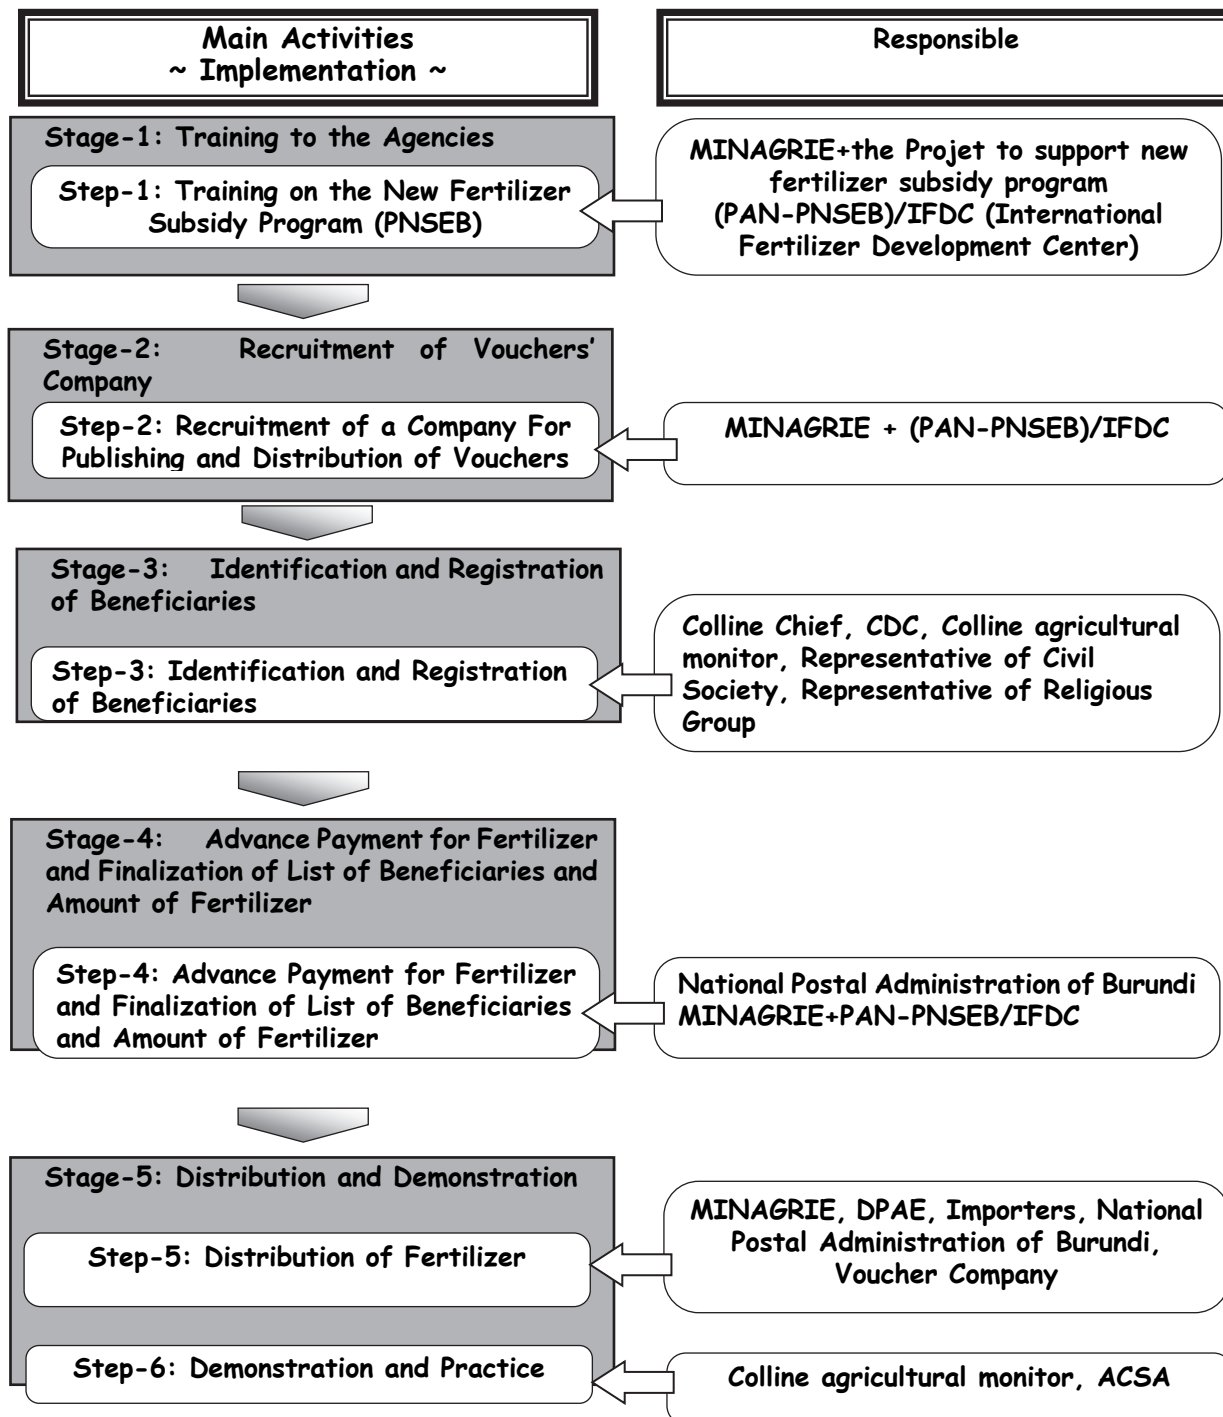 Main Activities
~ Implementation ~
Responsible
Stage-1: Training to the Agencies
Step-1: Training on the New Fertilizer
Subsidy Program (PNSEB)
MINAGRIE+the Projet to support new
fertilizer subsidy program
(PAN-PNSEB)/IFDC (International
Fertilizer Development Center)
Stage-2: Recruitment of Vouchers’
Company
Step-2: Recruitment of a Company For
Publishing and Distribution of Vouchers
MINAGRIE + (PAN-PNSEB)/IFDC
Stage-3: Identification and Registration
of Beneficiaries
Step-3: Identification and Registration
of Beneficiaries
Colline Chief, CDC, Colline agricultural
monitor, Representative of Civil
Society, Representative of Religious
Group
Stage-4: Advance Payment for Fertilizer
and Finalization of List of Beneficiaries and
Amount of Fertilizer
Step-4: Advance Payment for Fertilizer
and Finalization of List of Beneficiaries
and Amount of Fertilizer
National Postal Administration of Burundi
MINAGRIE+PAN-PNSEB/IFDC
Stage-5: Distribution and Demonstration
Step-5: Distribution of Fertilizer
MINAGRIE, DPAE, Importers, National
Postal Administration of Burundi,
Voucher Company
Step-6: Demonstration and Practice
Colline agricultural monitor, ACSA